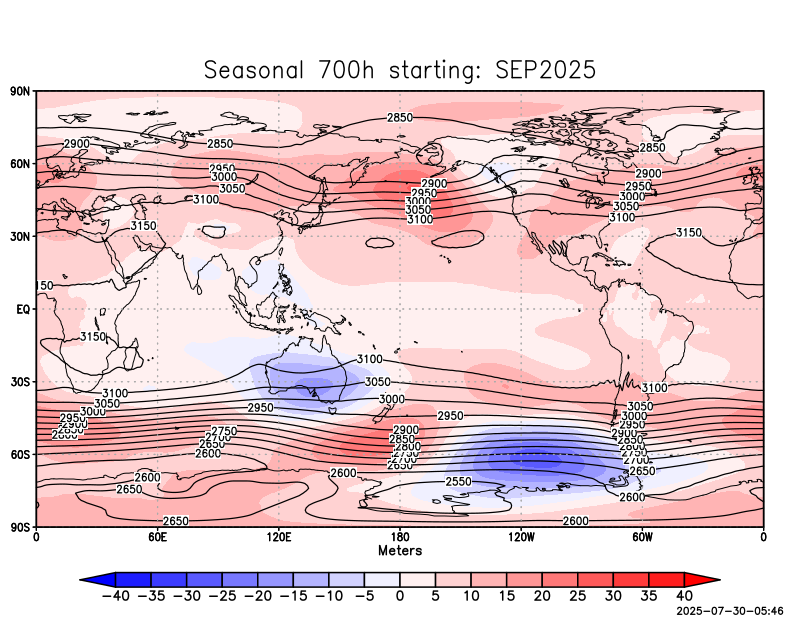 Seasonal 700h starting: SEP2025
90N
2850
2900 2850 2850
60N
2950 2900 2900
3000 2950 2950
3050 3000 3000
3100 3050 3050
3150 3100 3100
30N
3150
150
EQ
3150
3100
30S
3100 3050 3100
3050 3000 3050
3000 2950 2950 3000
2950 2750 2900 2950
2900 2700 2850 2900
2850 2650 2800 2850
2800 2600 2750 2800
2700 2750
60S
2650 2700
2600 2600 2650
2650 2550 2600
2650 2600
90S
0 60E 120E 180 120W 60W 0
Meters
−40 −35 −30 −25 −20 −15 −10 −5 0 5 10 15 20 25 30 35 40
2025-07-30-05:46